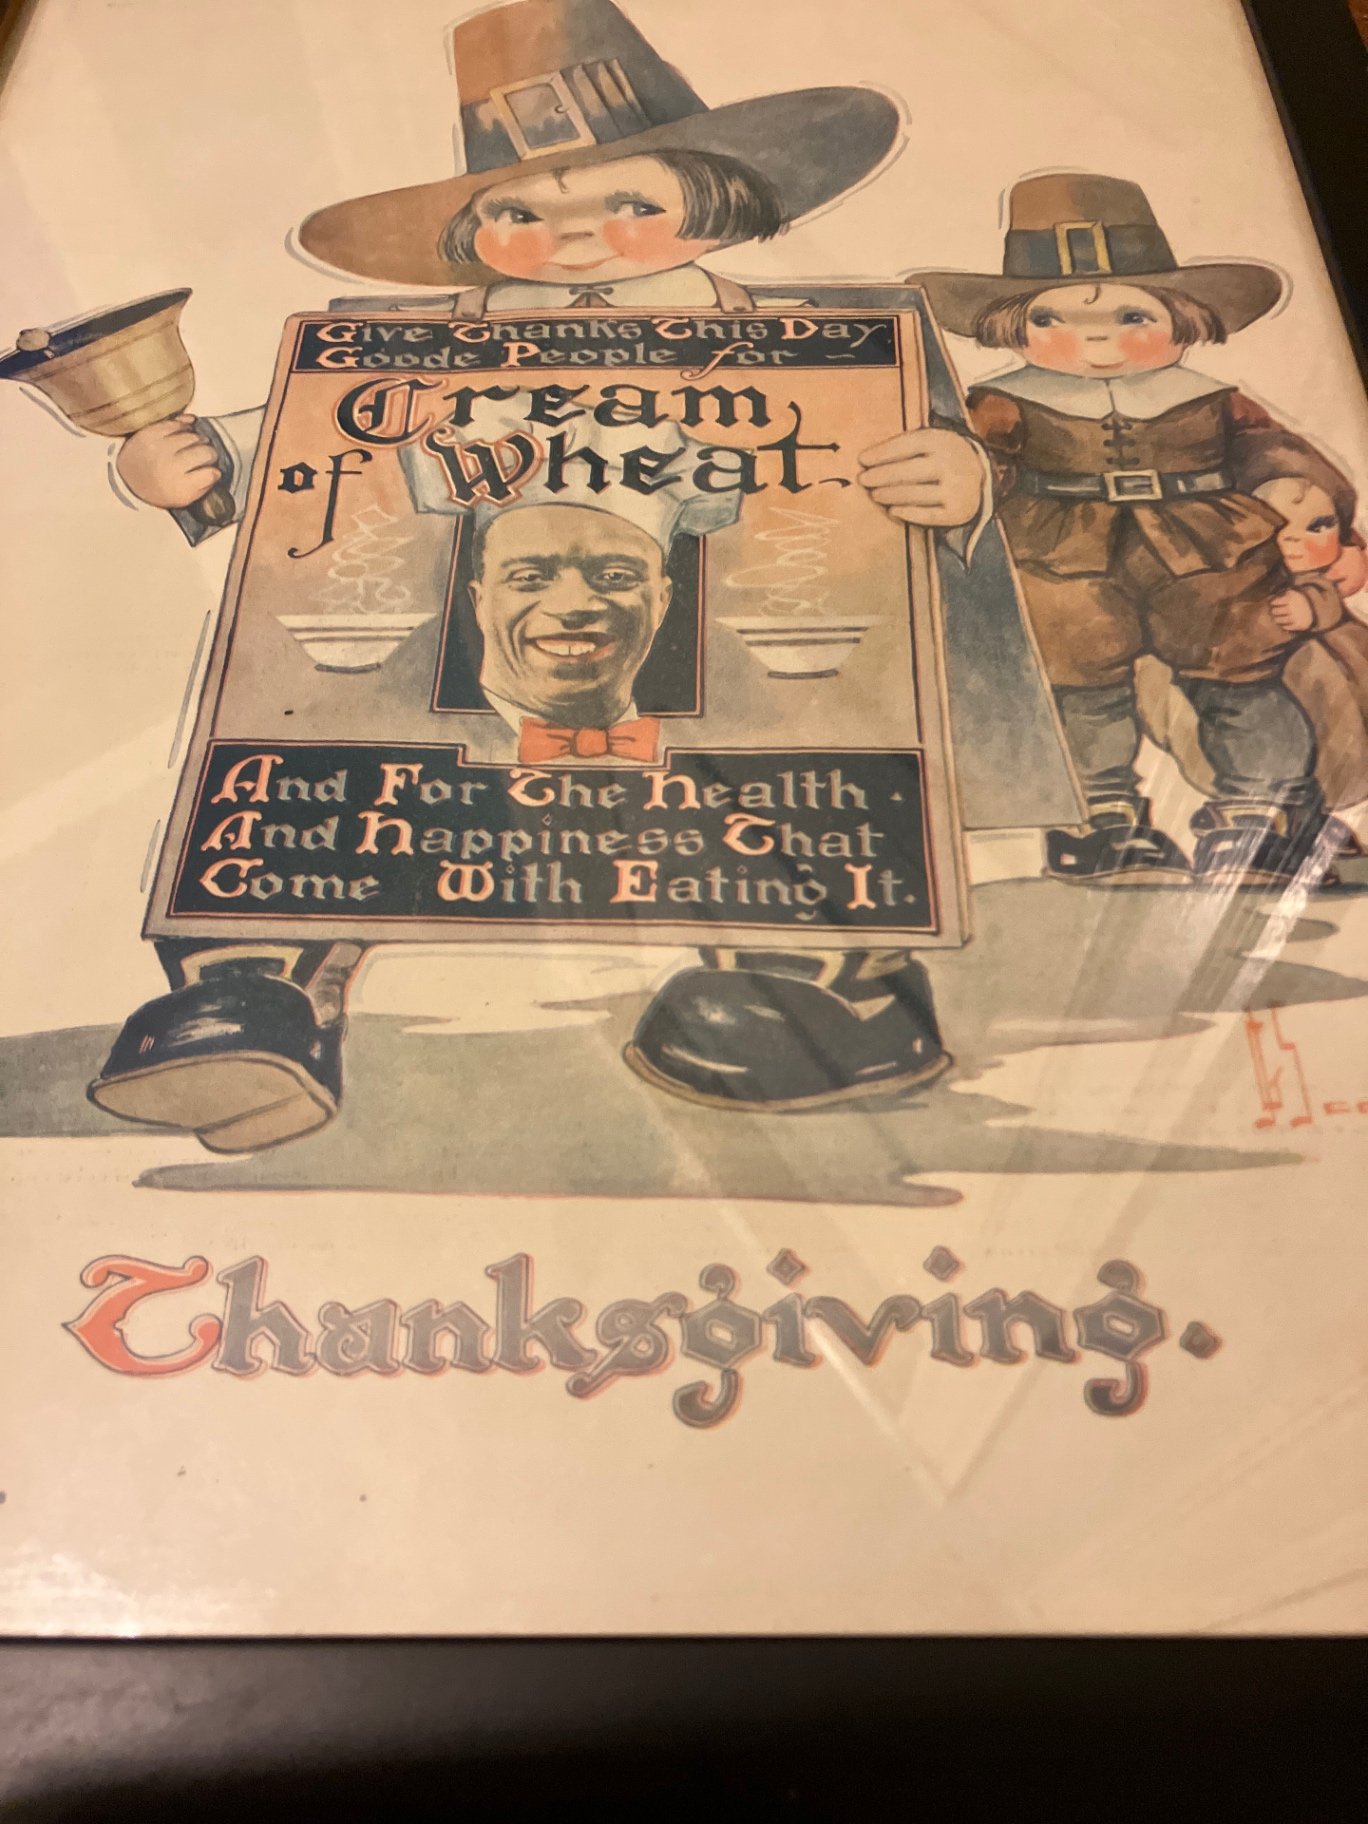 Give Thanks This Day
Goode People for –
Cream
of Wheat.
And For The Health ·
And Happiness That
Come With Eating It.
Thanksgiving.